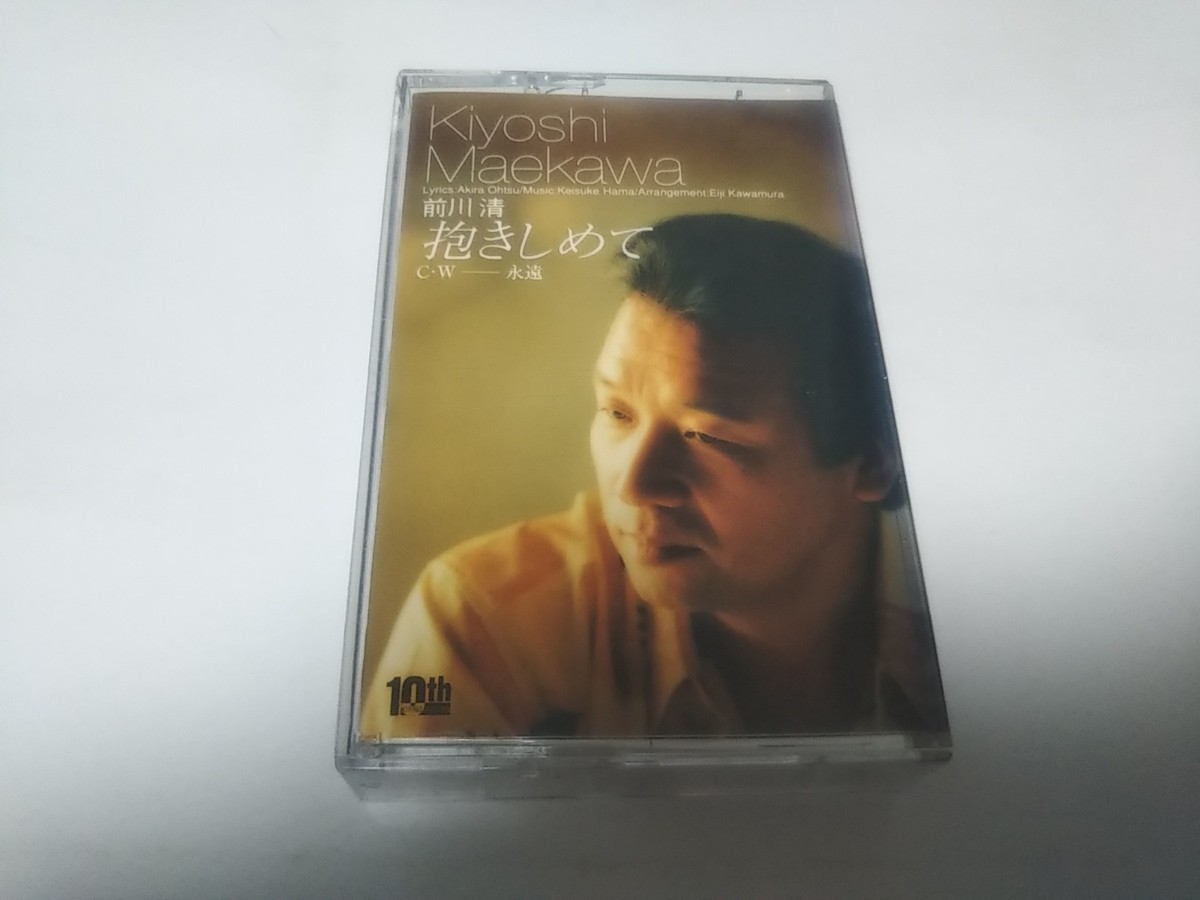 Kiyoshi
Maekawa
Lyrics:Akira Ohtsu/Music:Keisuke Hama/Arrangement:Eiji Kawamura
前川 清
抱きしめて
C・W — 永遠
10th